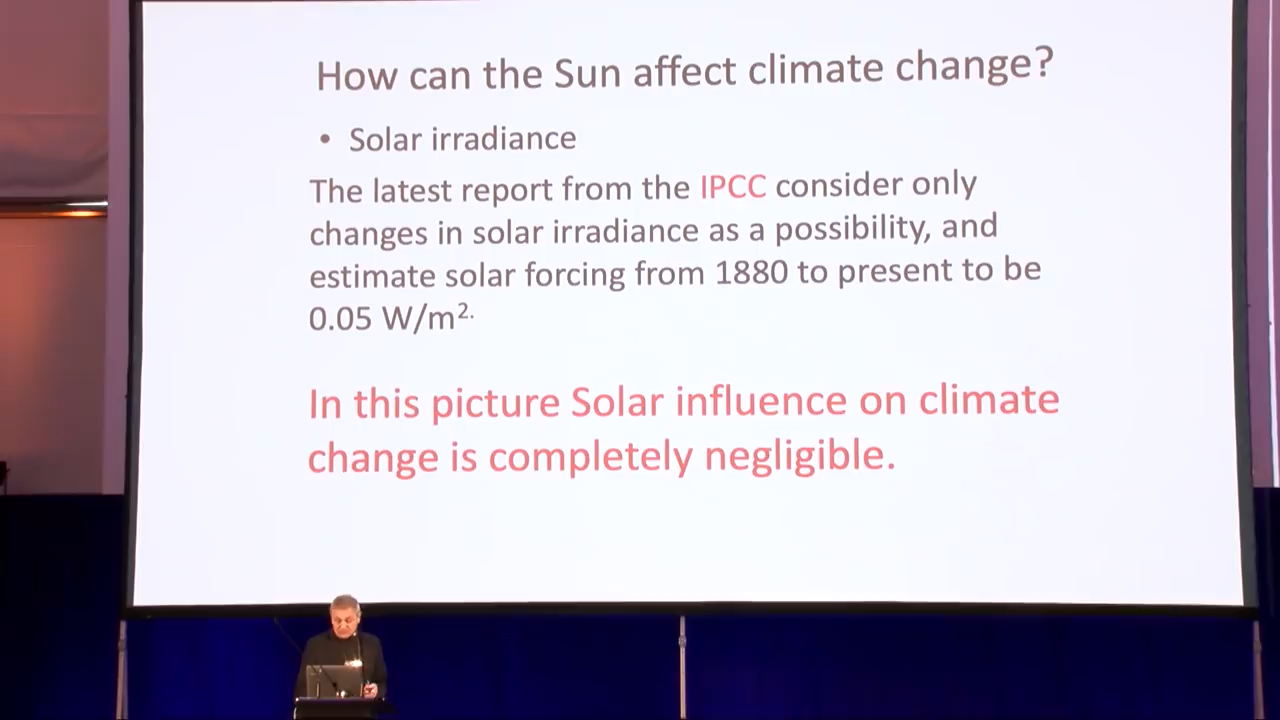 How can the Sun affect climate change?
• Solar irradiance
The latest report from the IPCC consider only
changes in solar irradiance as a possibility, and
estimate solar forcing from 1880 to present to be
0.05 W/m².
In this picture Solar influence on climate
change is completely negligible.